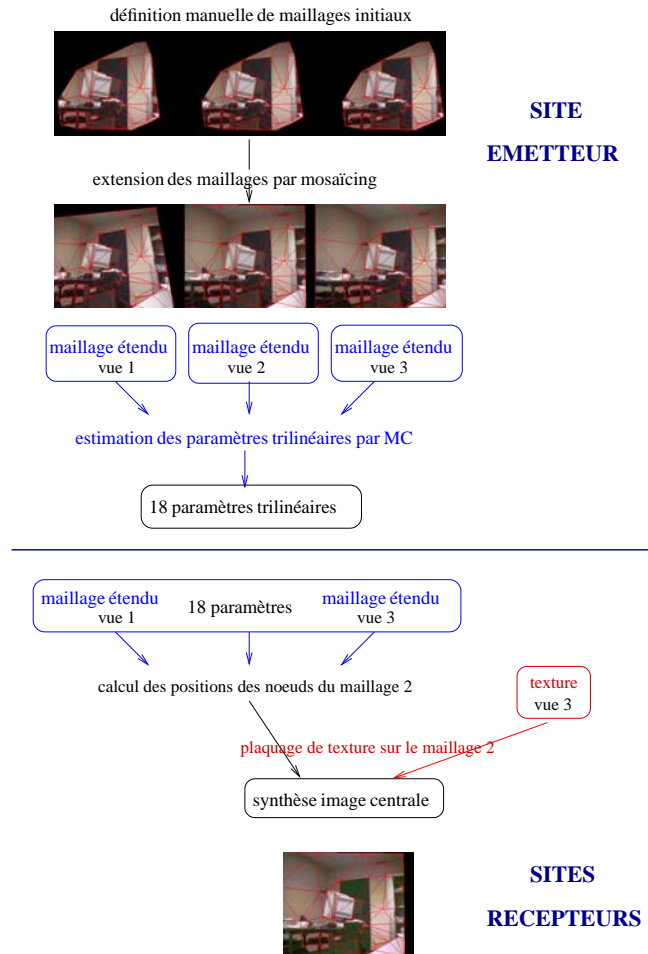 définition manuelle de maillages initiaux
SITE
EMETTEUR
extension des maillages par mosaïcing
maillage étendu
vue 1
maillage étendu
vue 2
maillage étendu
vue 3
estimation des paramètres trilinéaires par MC
18 paramètres trilinéaires
maillage étendu
vue 1
18 paramètres
maillage étendu
vue 3
calcul des positions des noeuds du maillage 2
texture
vue 3
plaquage de texture sur le maillage 2
synthèse image centrale
SITES
RECEPTEURS